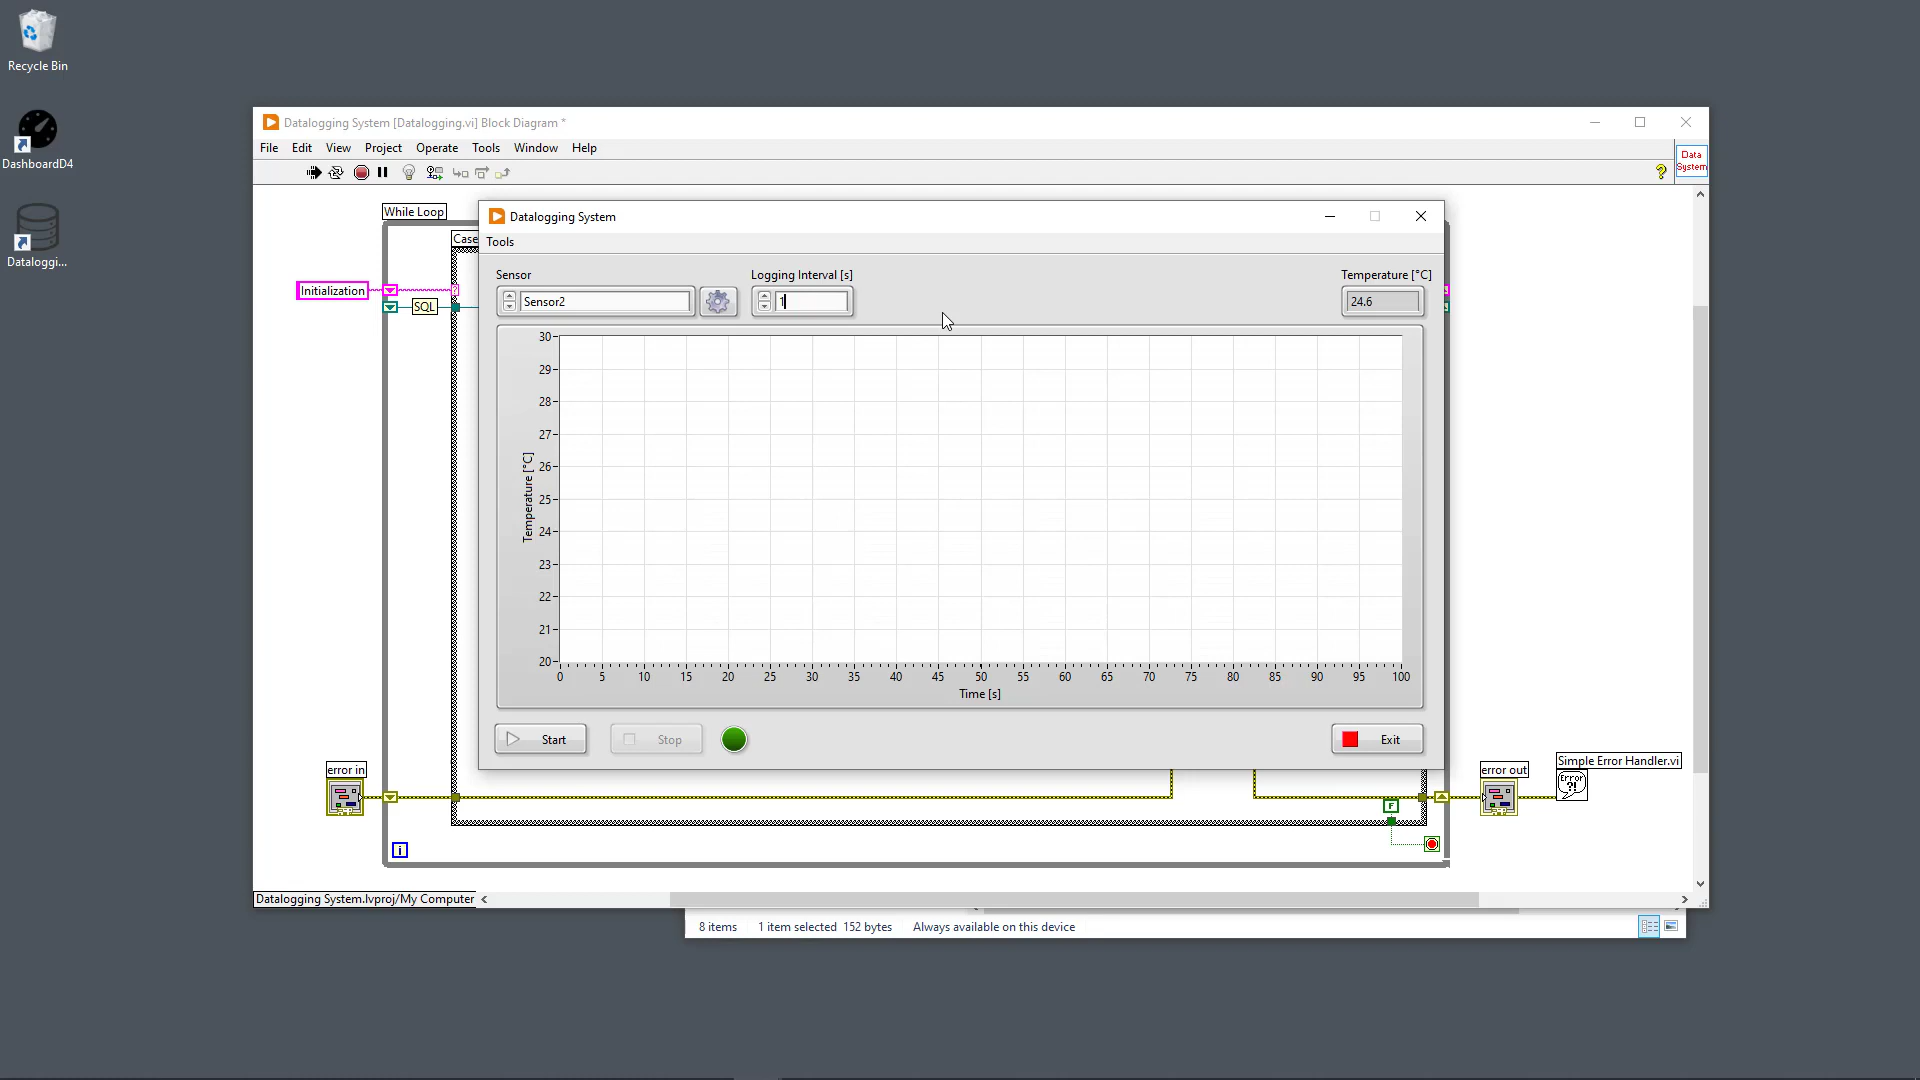 Recycle Bin
DashboardD4
Dataloggi...
Datalogging System [Datalogging.vi] Block Diagram *
File Edit View Project Operate Tools Window Help
Data
System
While Loop
Case
Initialization
SQL
Datalogging System
Tools
Sensor
Logging Interval [s]
Temperature [°C]
Sensor2
1
24.6
30
29
28
27
26
25
24
23
22
21
20
Temperature [°C]
0 5 10 15 20 25 30 35 40 45 50 55 60 65 70 75 80 85 90 95 100
Time [s]
Start
Stop
Exit
error in
error out
Simple Error Handler.vi
Error
?!
F
i
Datalogging System.lvproj/My Computer
8 items 1 item selected 152 bytes Always available on this device